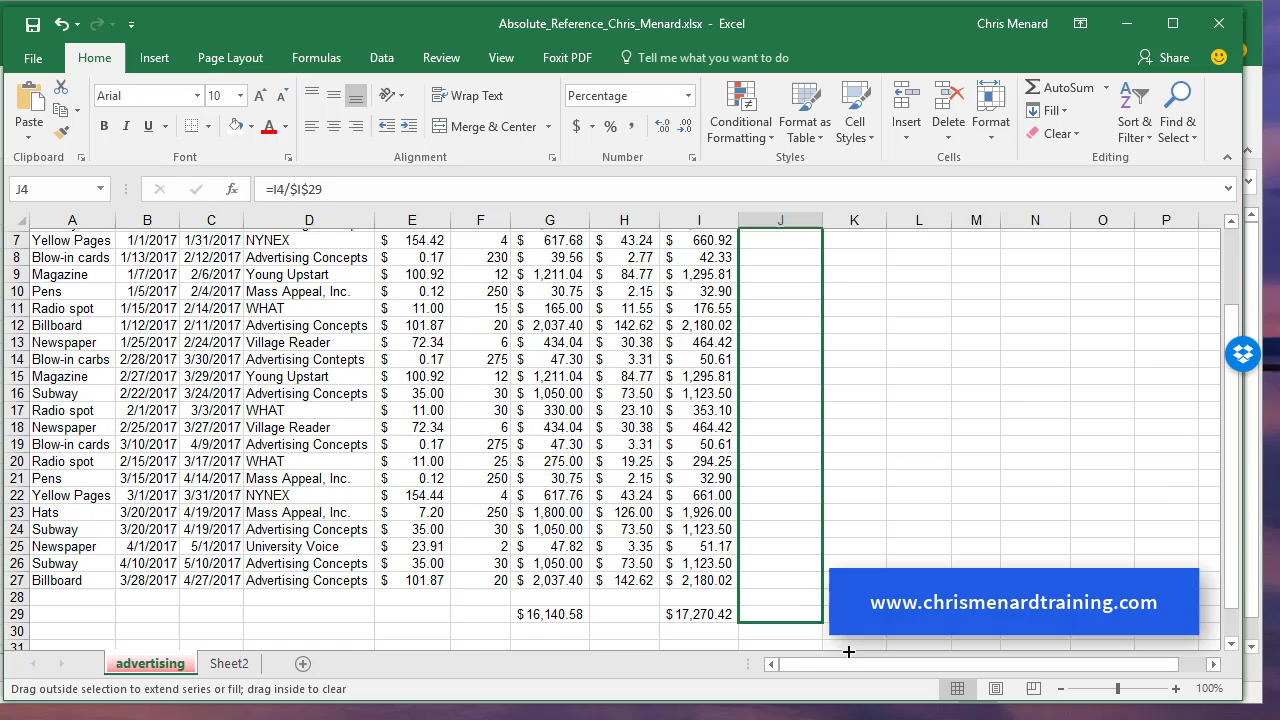 Absolute_Reference_Chris_Menard.xlsx - Excel
Chris Menard
File Home Insert Page Layout Formulas Data Review View Foxit PDF Tell me what you want to do Share
Paste
Arial 10
Wrap Text
Merge & Center
Percentage
Conditional Formatting
Format as Table
Cell Styles
Insert Delete Format
AutoSum
Fill
Clear
Sort & Filter
Find & Select
Clipboard Font Alignment Number Styles Cells Editing
J4 =I4/$I$29
A B C D E F G H I J K L M N O P
7 Yellow Pages 1/1/2017 1/31/2017 NYNEX $ 154.42 4 $ 617.68 $ 43.24 $ 660.92
8 Blow-in cards 1/13/2017 2/12/2017 Advertising Concepts $ 0.17 230 $ 39.56 $ 2.77 $ 42.33
9 Magazine 1/7/2017 2/6/2017 Young Upstart $ 100.92 12 $ 1,211.04 $ 84.77 $ 1,295.81
10 Pens 1/5/2017 2/4/2017 Mass Appeal, Inc. $ 0.12 250 $ 30.75 $ 2.15 $ 32.90
11 Radio spot 1/15/2017 2/14/2017 WHAT $ 11.00 15 $ 165.00 $ 11.55 $ 176.55
12 Billboard 1/12/2017 2/11/2017 Advertising Concepts $ 101.87 20 $ 2,037.40 $ 142.62 $ 2,180.02
13 Newspaper 1/25/2017 2/24/2017 Village Reader $ 72.34 6 $ 434.04 $ 30.38 $ 464.42
14 Blow-in carbs 2/28/2017 3/30/2017 Advertising Contepts $ 0.17 275 $ 47.30 $ 3.31 $ 50.61
15 Magazine 2/27/2017 3/29/2017 Young Upstart $ 100.92 12 $ 1,211.04 $ 84.77 $ 1,295.81
16 Subway 2/22/2017 3/24/2017 Advertising Concepts $ 35.00 30 $ 1,050.00 $ 73.50 $ 1,123.50
17 Radio spot 2/1/2017 3/3/2017 WHAT $ 11.00 30 $ 330.00 $ 23.10 $ 353.10
18 Newspaper 2/25/2017 3/27/2017 Village Reader $ 72.34 6 $ 434.04 $ 30.38 $ 464.42
19 Blow-in cards 3/10/2017 4/9/2017 Advertising Concepts $ 0.17 275 $ 47.30 $ 3.31 $ 50.61
20 Radio spot 2/15/2017 3/17/2017 WHAT $ 11.00 25 $ 275.00 $ 19.25 $ 294.25
21 Pens 3/15/2017 4/14/2017 Mass Appeal, Inc. $ 0.12 250 $ 30.75 $ 2.15 $ 32.90
22 Yellow Pages 3/1/2017 3/31/2017 NYNEX $ 154.44 4 $ 617.76 $ 43.24 $ 661.00
23 Hats 3/20/2017 4/19/2017 Mass Appeal, Inc. $ 7.20 250 $ 1,800.00 $ 126.00 $ 1,926.00
24 Subway 3/20/2017 4/19/2017 Advertising Concepts $ 35.00 30 $ 1,050.00 $ 73.50 $ 1,123.50
25 Newspaper 4/1/2017 5/1/2017 University Voice $ 23.91 2 $ 47.82 $ 3.35 $ 51.17
26 Subway 4/10/2017 5/10/2017 Advertising Concepts $ 35.00 30 $ 1,050.00 $ 73.50 $ 1,123.50
27 Billboard 3/28/2017 4/27/2017 Advertising Concepts $ 101.87 20 $ 2,037.40 $ 142.62 $ 2,180.02
28
29 $ 16,140.58 $ 17,270.42
30
31
www.chrismenardtraining.com
advertising Sheet2
Drag outside selection to extend series or fill; drag inside to clear
100%